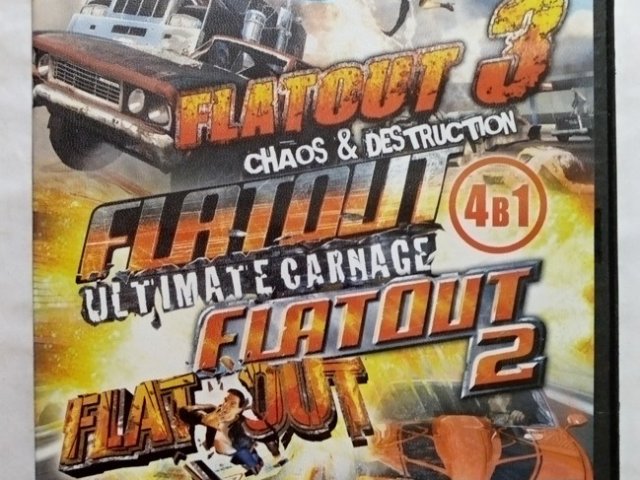 FLATOUT 3
CHAOS & DESTRUCTION
FLATOUT
4В1
ULTIMATE CARNAGE
FLATOUT
2
FLATOUT